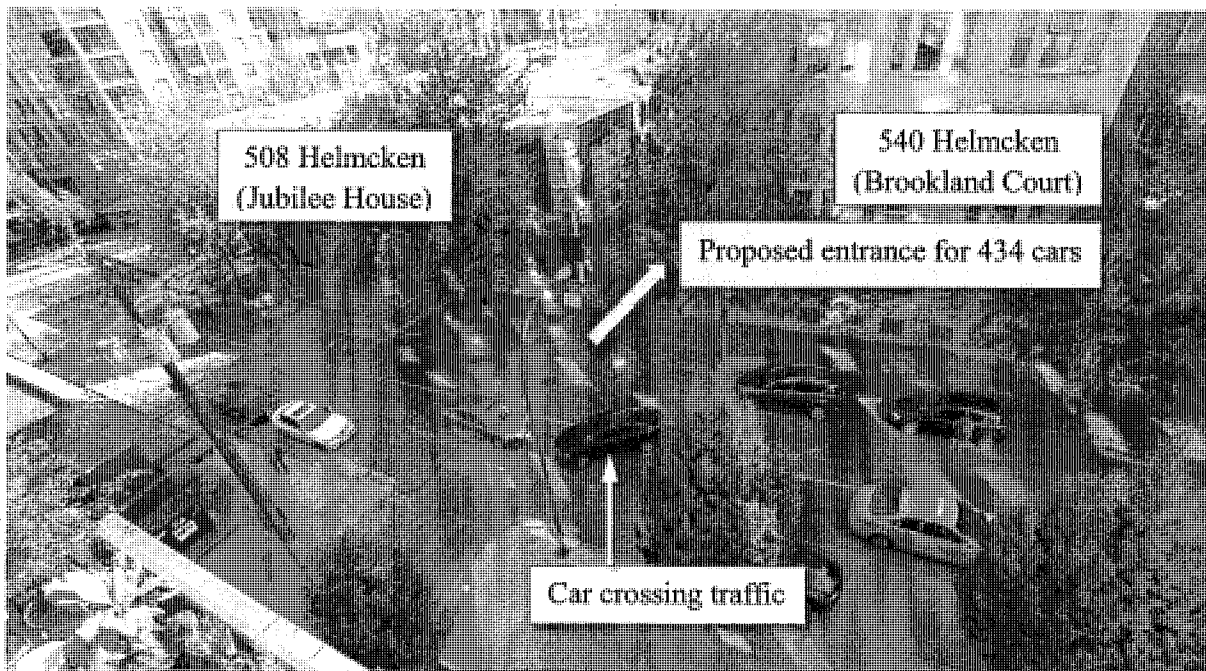 508 Helmcken
(Jubilee House)
540 Helmcken
(Brookland Court)
Proposed entrance for 434 cars
Car crossing traffic